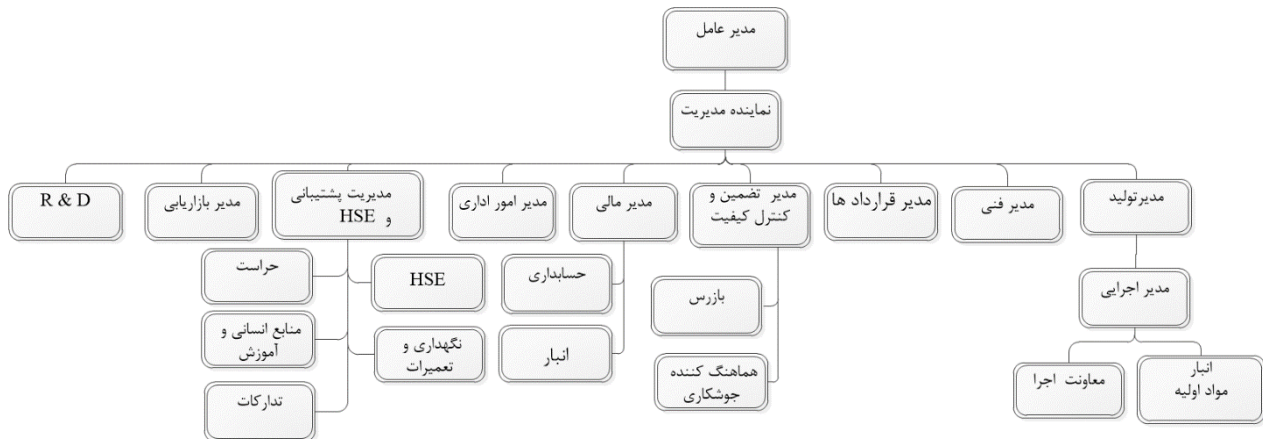 مدیر عامل
نماینده مدیریت
مدیرتولید
مدیر فنی
مدیر قرارداد ها
مدیر تضمین و
کنترل کیفیت
مدیر مالی
مدیر امور اداری
مدیریت پشتیبانی
و HSE
مدیر بازاریابی
R & D
مدیر اجرایی
انبار
مواد اولیه
معاونت اجرا
بازرس
هماهنگ کننده
جوشکاری
حسابداری
انبار
HSE
نگهداری و
تعمیرات
حراست
منابع انسانی و
آموزش
تدارکات